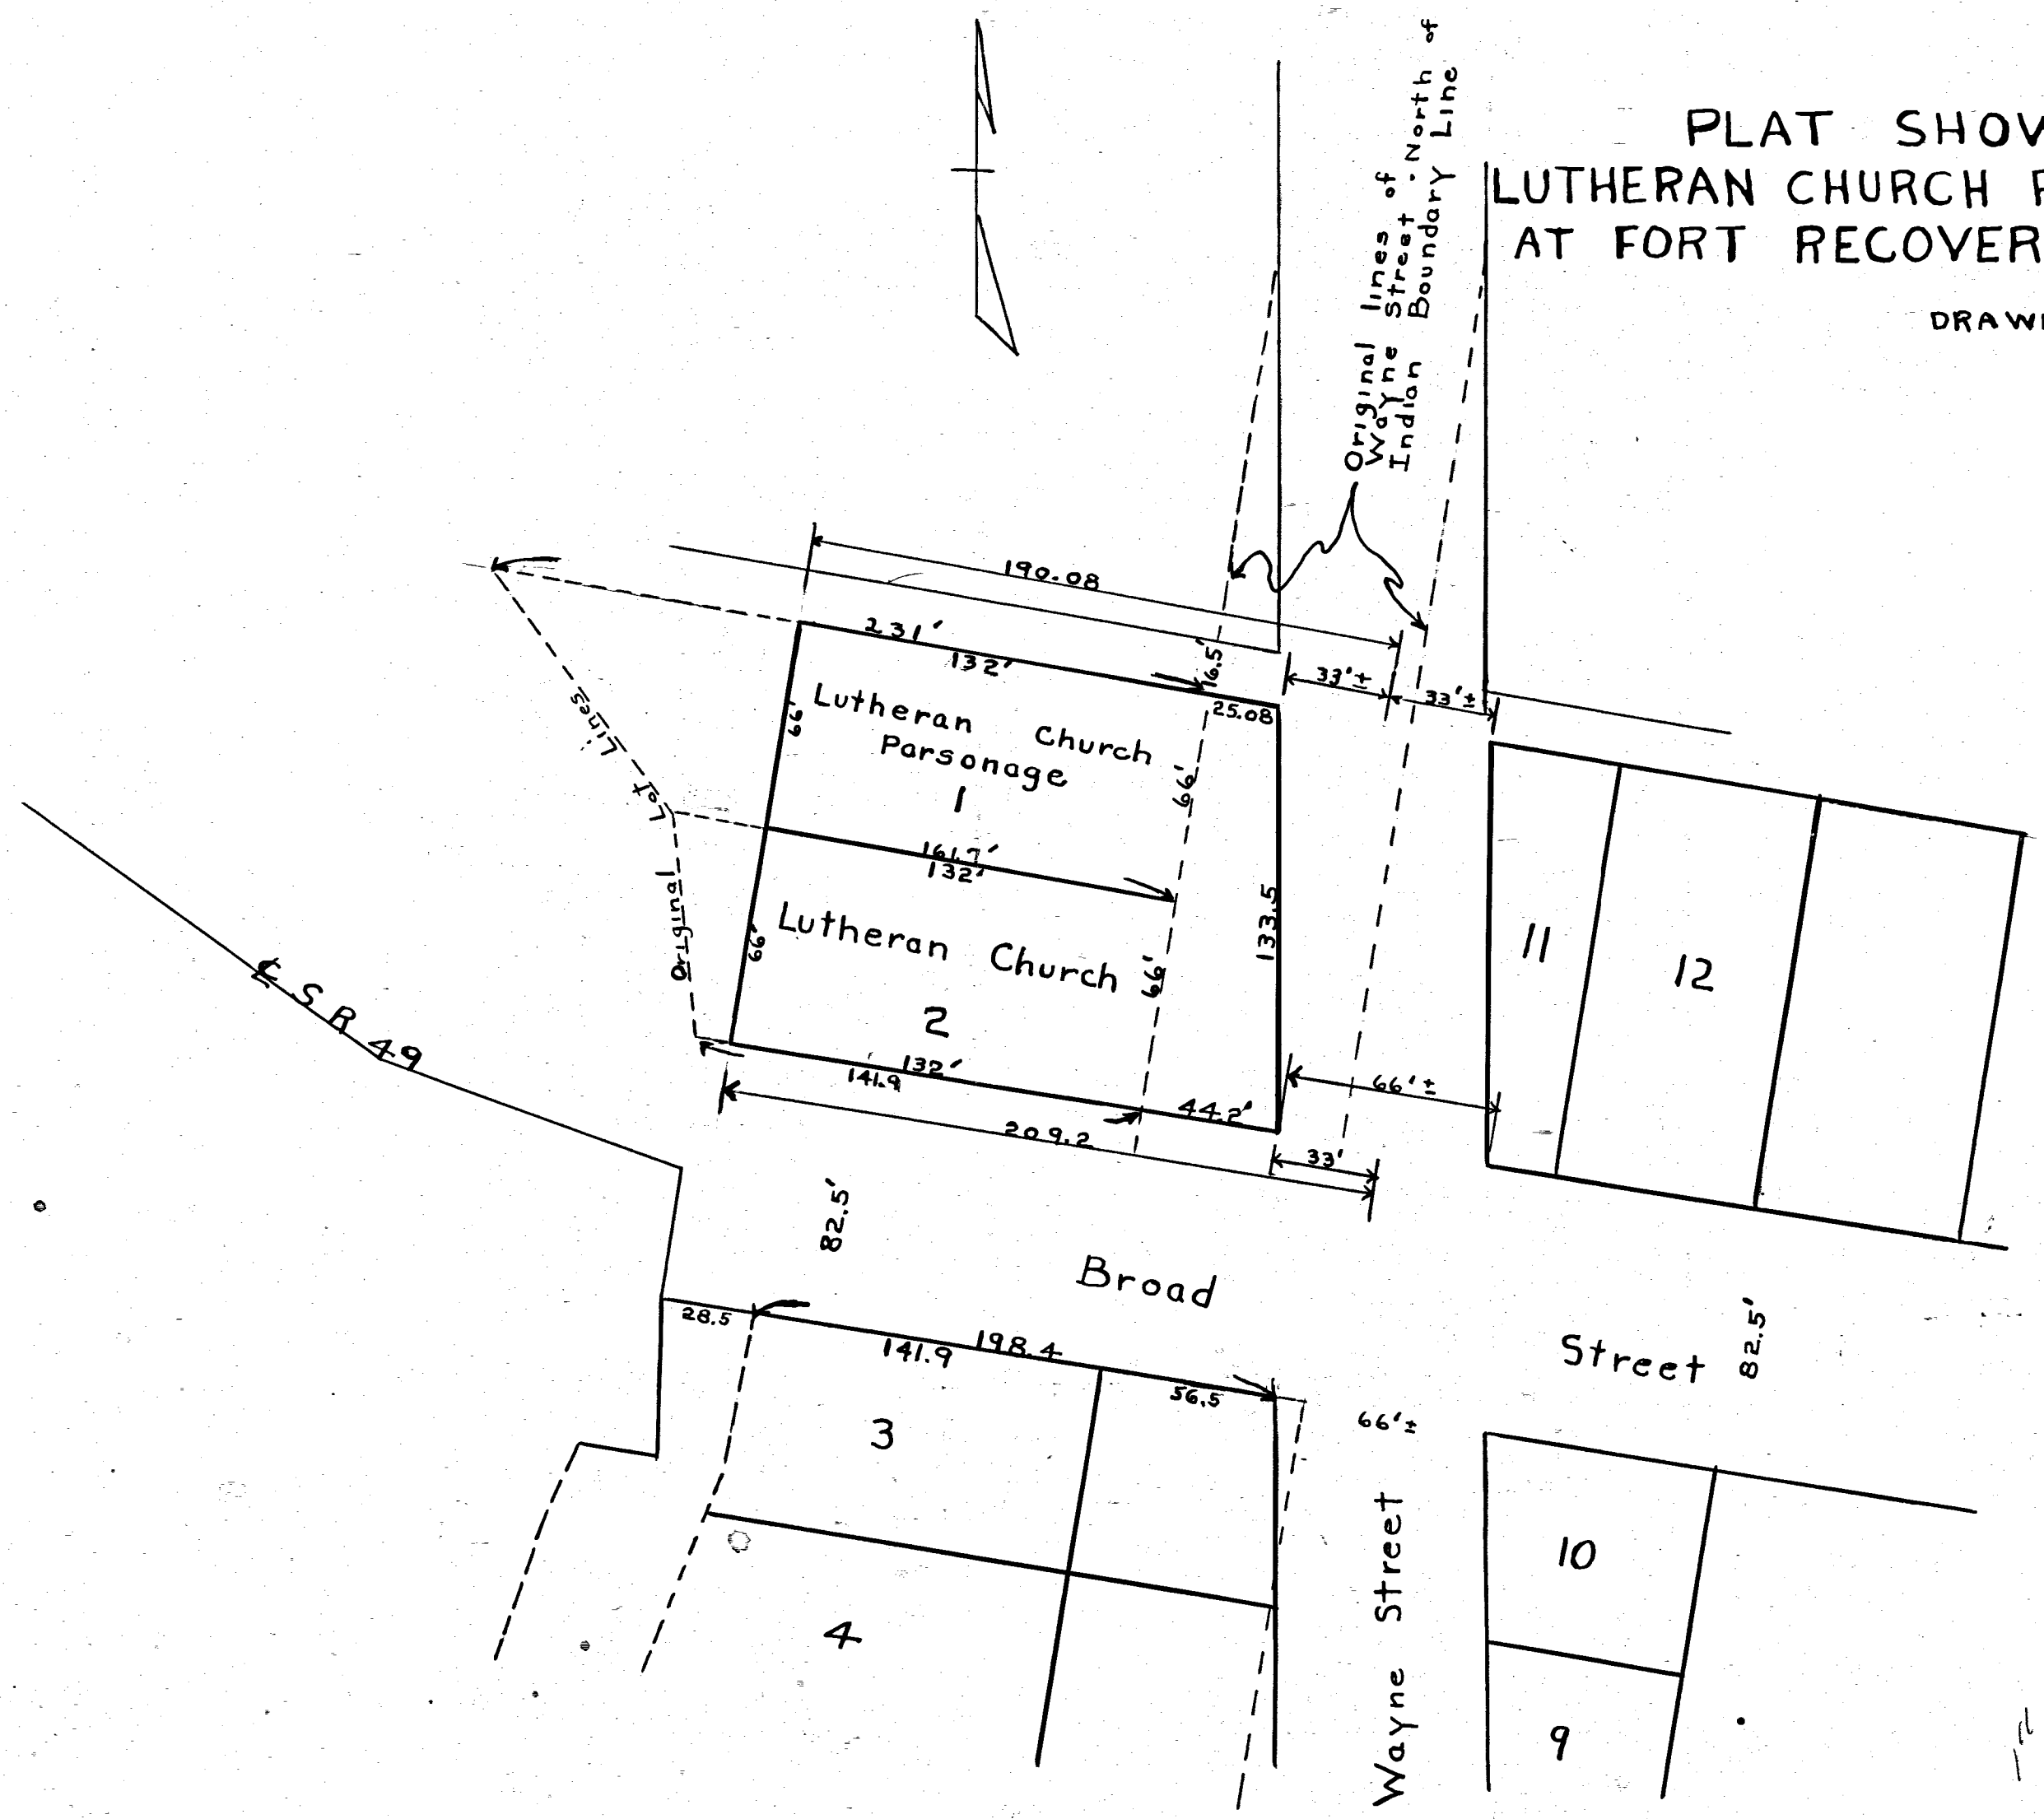 PLAT SHOW
LUTHERAN CHURCH P
AT FORT RECOVER
DRAWN
Original lines of
Wayne Street - North of
Indian Boundary Line
190.08
231'
132'
16.5'
33'±
33'±
25.08
66'
Lutheran Church
Parsonage
1
66'
161.7'
132'
133.5
Lot Lines
Original
66'
Lutheran Church
2
66'
11
12
132'
141.9
44.2'
66'±
209.2
33'
℄ SR 49
82.5'
Broad
Street
82.5'
28.5
198.4
141.9
56.5
66'±
3
4
Wayne Street
10
9